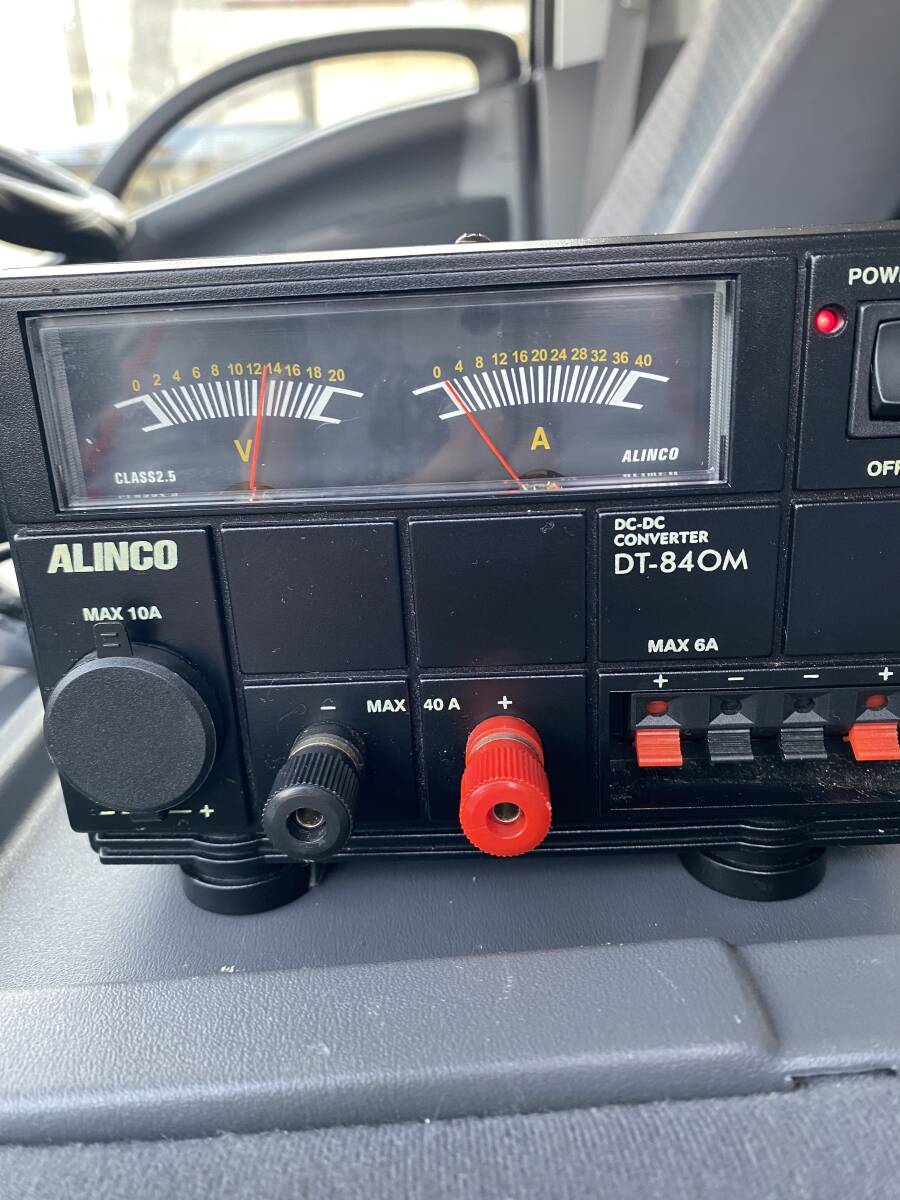 POW
0 2 4 6 8 10 12 14 16 18 20
0 4 8 12 16 20 24 28 32 36 40
V
A
CLASS2.5
ALINCO
OFF
ALINCO
DC-DC
CONVERTER
DT-840M
MAX 10A
MAX 6A
+ − − +
− MAX 40 A +
− +